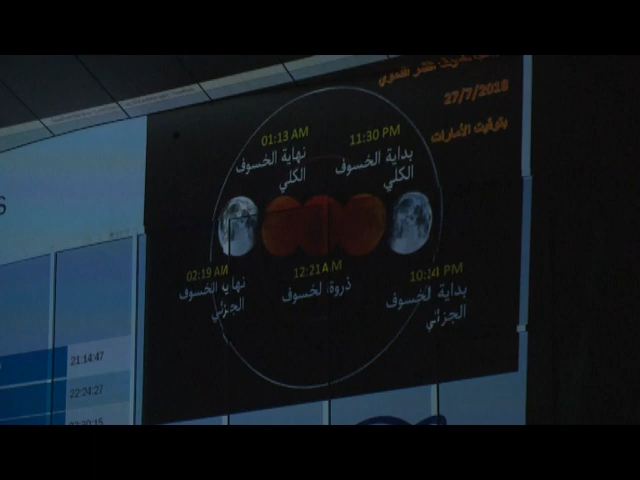 27/7/2018
بتوقيت الأمارات
11:30 PM
بداية الخسوف
الكلي
01:13 AM
نهاية الخسوف
الكلي
10:24 PM
بداية الخسوف
الجزئي
12:21 AM
ذروة الخسوف
02:19 AM
نهاية الخسوف
الجزئي
21:14:47
22:24:27